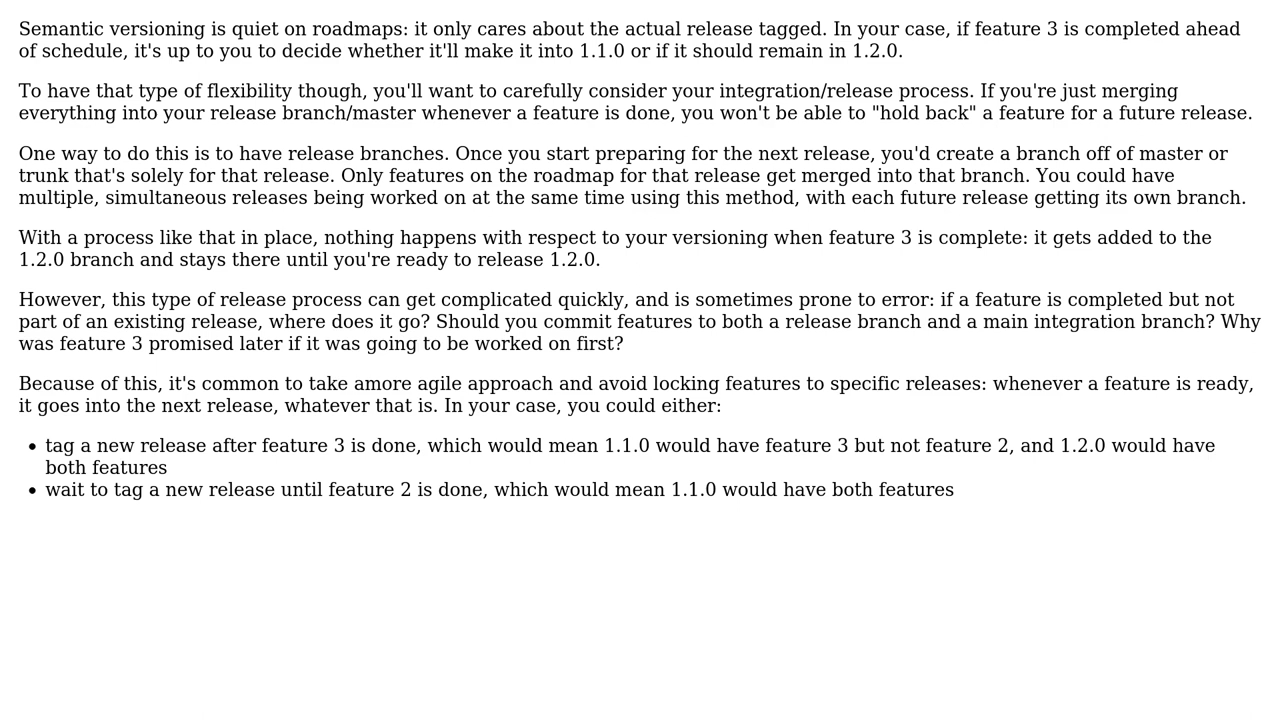 Semantic versioning is quiet on roadmaps: it only cares about the actual release tagged. In your case, if feature 3 is completed ahead
of schedule, it's up to you to decide whether it'll make it into 1.1.0 or if it should remain in 1.2.0.
To have that type of flexibility though, you'll want to carefully consider your integration/release process. If you're just merging
everything into your release branch/master whenever a feature is done, you won't be able to "hold back" a feature for a future release.
One way to do this is to have release branches. Once you start preparing for the next release, you'd create a branch off of master or
trunk that's solely for that release. Only features on the roadmap for that release get merged into that branch. You could have
multiple, simultaneous releases being worked on at the same time using this method, with each future release getting its own branch.
With a process like that in place, nothing happens with respect to your versioning when feature 3 is complete: it gets added to the
1.2.0 branch and stays there until you're ready to release 1.2.0.
However, this type of release process can get complicated quickly, and is sometimes prone to error: if a feature is completed but not
part of an existing release, where does it go? Should you commit features to both a release branch and a main integration branch? Why
was feature 3 promised later if it was going to be worked on first?
Because of this, it's common to take amore agile approach and avoid locking features to specific releases: whenever a feature is ready,
it goes into the next release, whatever that is. In your case, you could either:
• tag a new release after feature 3 is done, which would mean 1.1.0 would have feature 3 but not feature 2, and 1.2.0 would have
both features
• wait to tag a new release until feature 2 is done, which would mean 1.1.0 would have both features